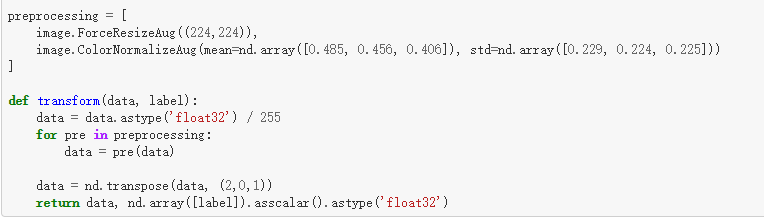 preprocessing = [
    image.ForceResizeAug((224,224)),
    image.ColorNormalizeAug(mean=nd.array([0.485, 0.456, 0.406]), std=nd.array([0.229, 0.224, 0.225]))
]
def transform(data, label):
    data = data.astype('float32') / 255
    for pre in preprocessing:
        data = pre(data)
    data = nd.transpose(data, (2,0,1))
    return data, nd.array([label]).asscalar().astype('float32')